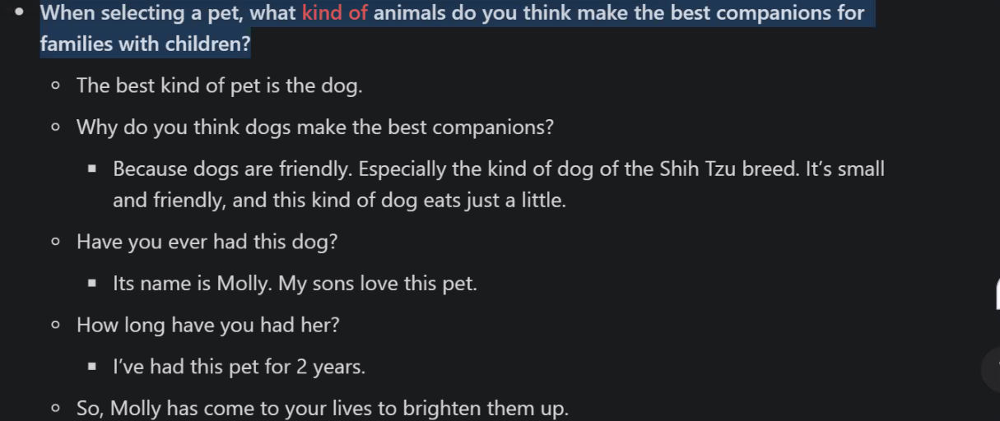 When selecting a pet, what kind of animals do you think make the best companions for
families with children?
The best kind of pet is the dog.
Why do you think dogs make the best companions?
Because dogs are friendly. Especially the kind of dog of the Shih Tzu breed. It’s small
and friendly, and this kind of dog eats just a little.
Have you ever had this dog?
Its name is Molly. My sons love this pet.
How long have you had her?
I’ve had this pet for 2 years.
So, Molly has come to your lives to brighten them up.